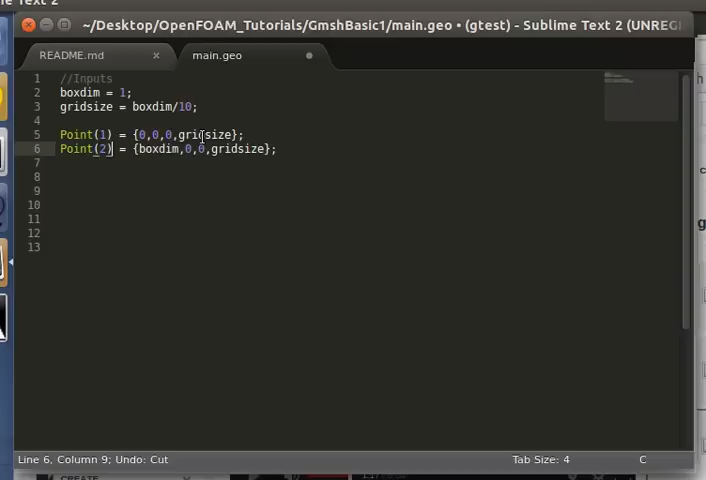 ~/Desktop/OpenFOAM_Tutorials/GmshBasic1/main.geo • (gtest) - Sublime Text 2 (UNREG
README.md × main.geo
1 //Inputs
2 boxdim = 1;
3 gridsize = boxdim/10;
4
5 Point(1) = {0,0,0,gridsize};
6 Point(2) = {boxdim,0,0,gridsize};
7
8
9
10
11
12
13
Line 6, Column 9; Undo: Cut Tab Size: 4 C